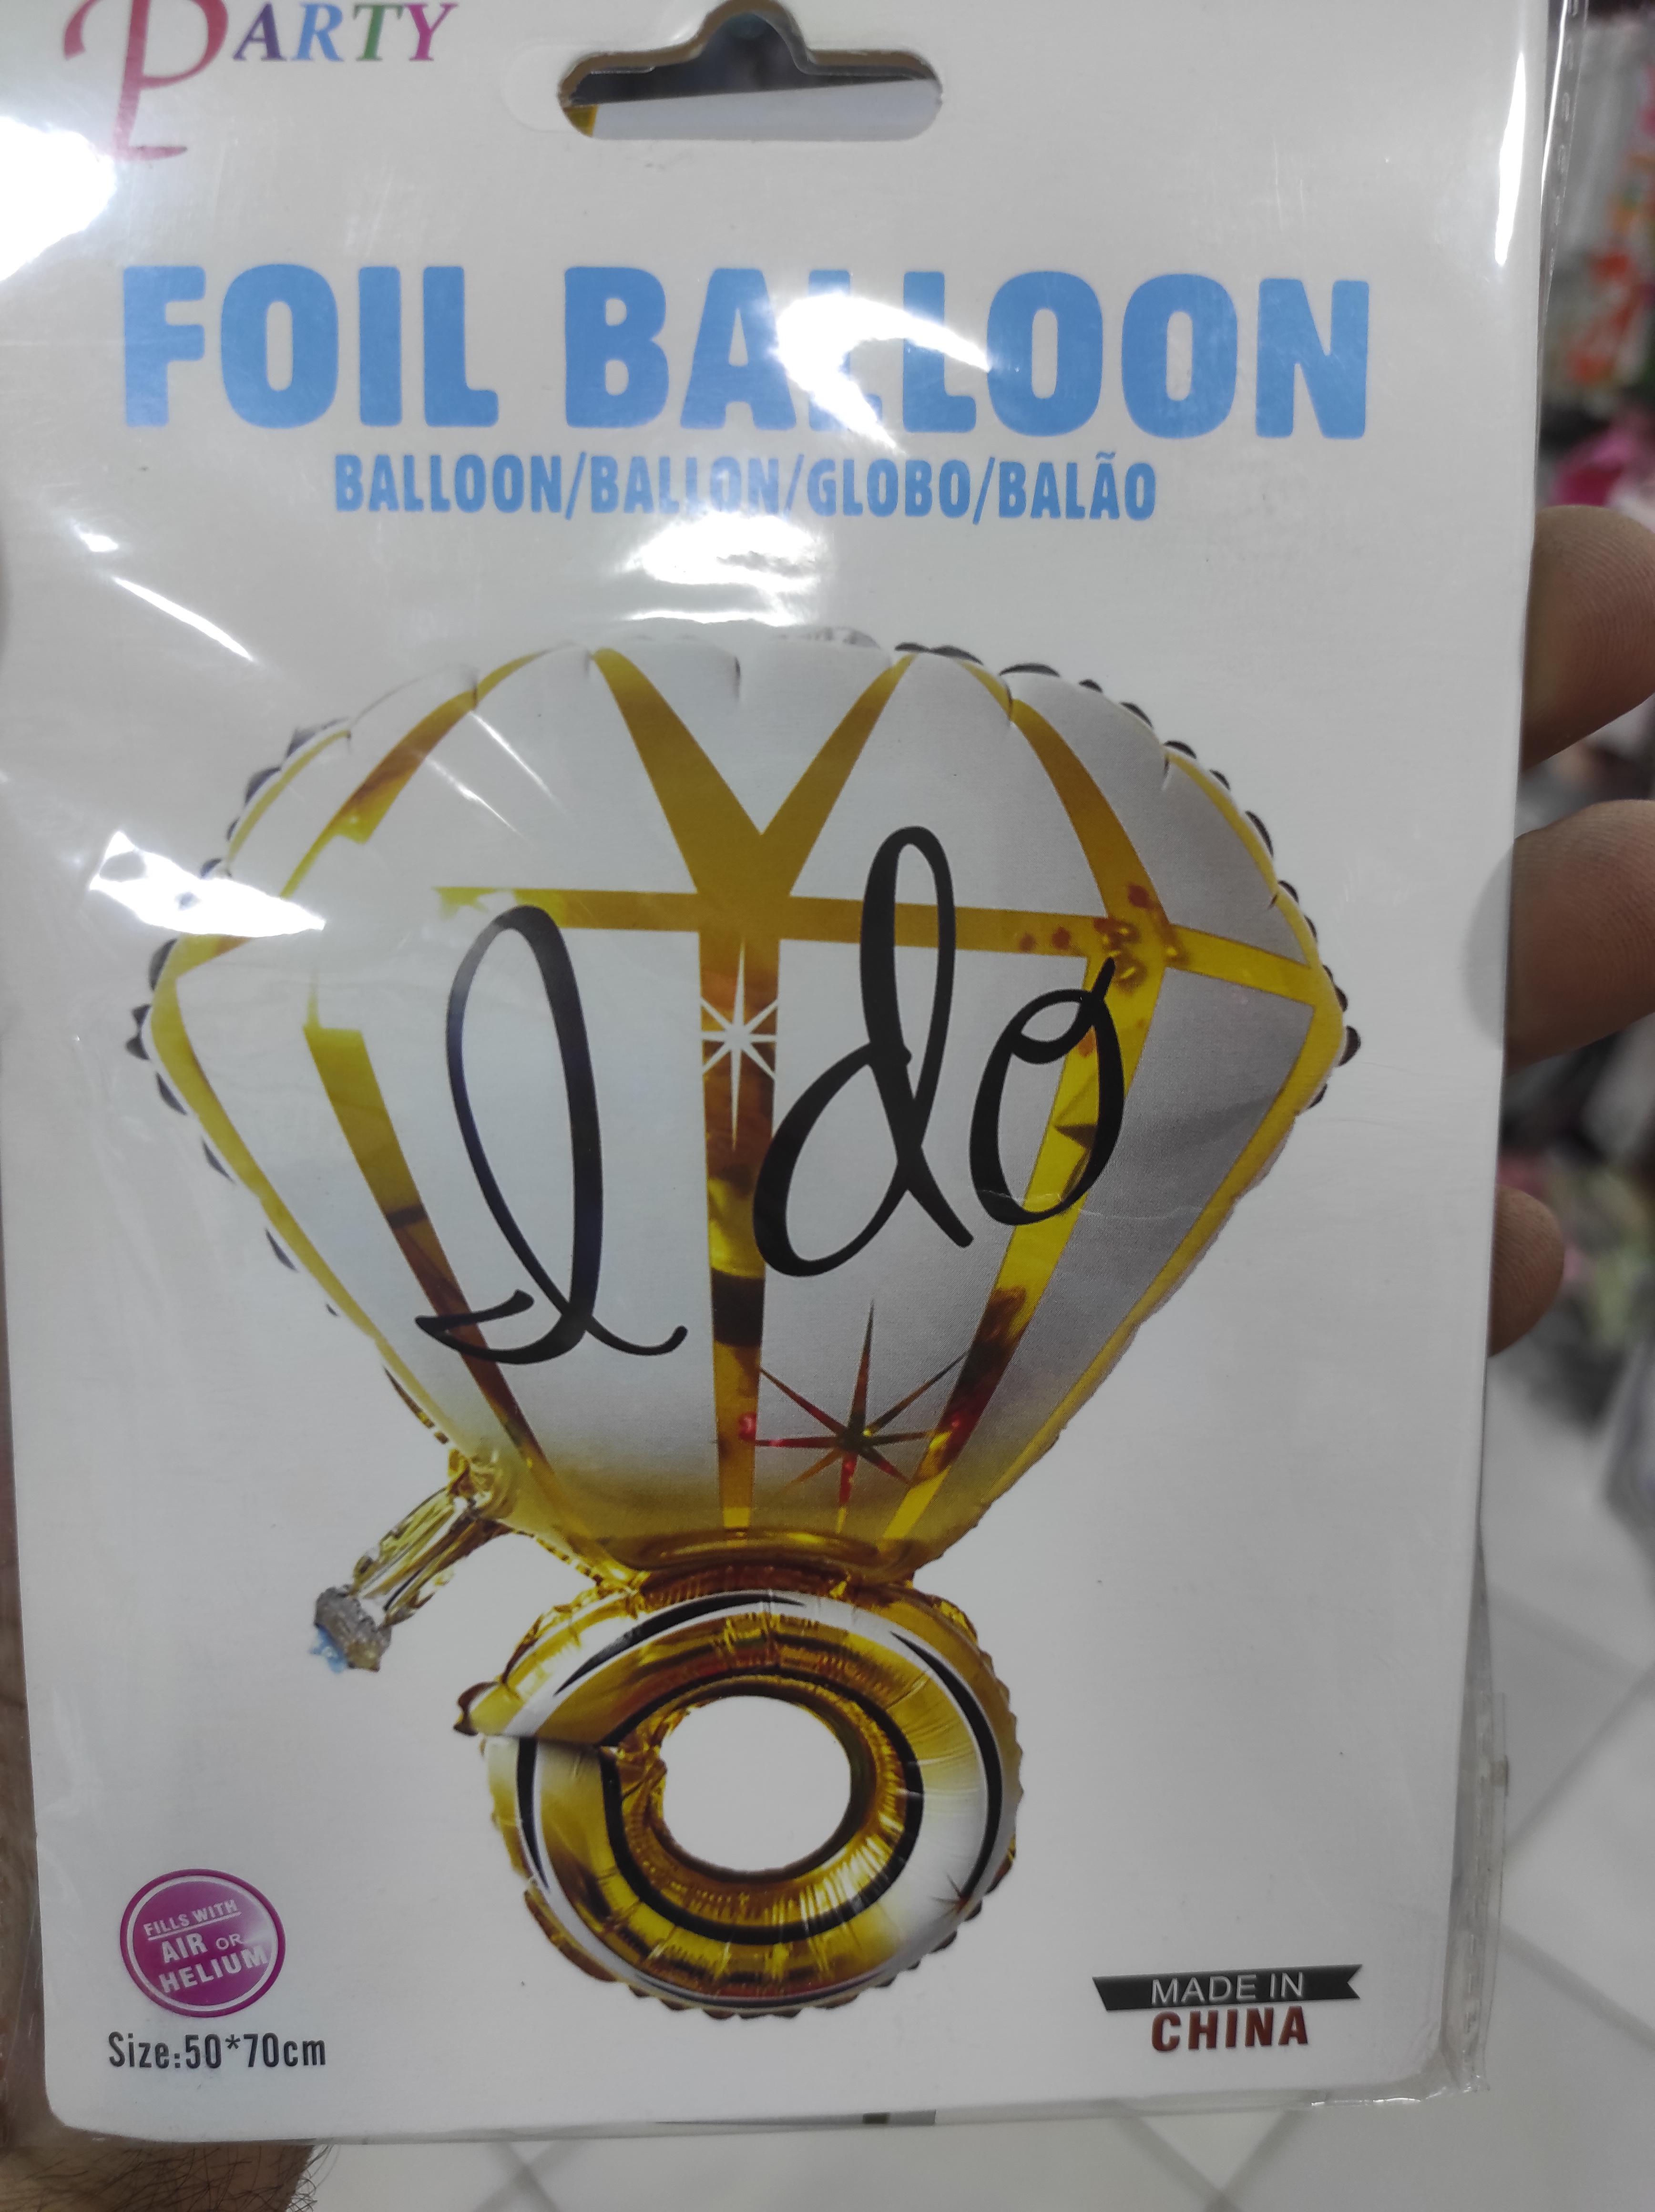 PARTY
FOIL BALLOON
BALLOON/BALLON/GLOBO/BALÃO
I do
FILLS WITH
AIR OR
HELIUM
Size:50*70cm
MADE IN
CHINA